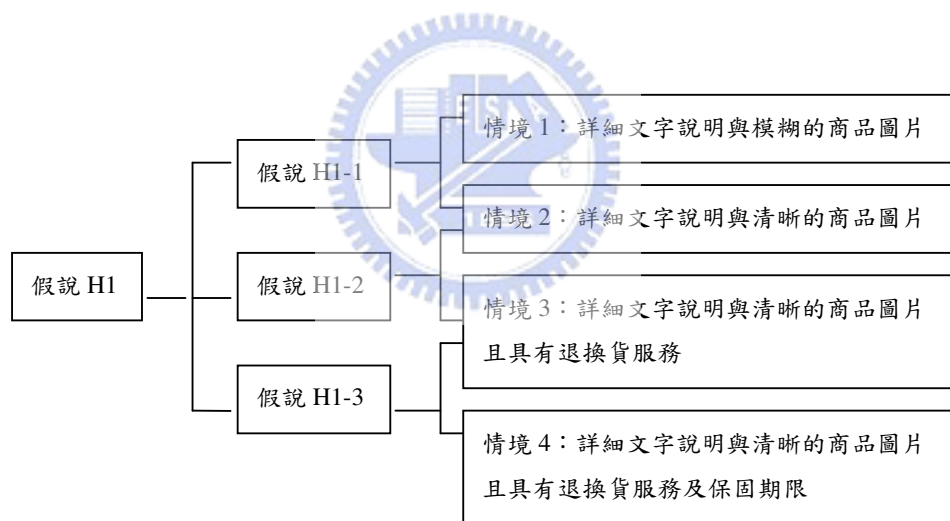 情境 1：詳細文字說明與模糊的商品圖片
假說 H1-1
情境 2：詳細文字說明與清晰的商品圖片
假說 H1
假說 H1-2
情境 3：詳細文字說明與清晰的商品圖片
且具有退換貨服務
假說 H1-3
情境 4：詳細文字說明與清晰的商品圖片
且具有退換貨服務及保固期限